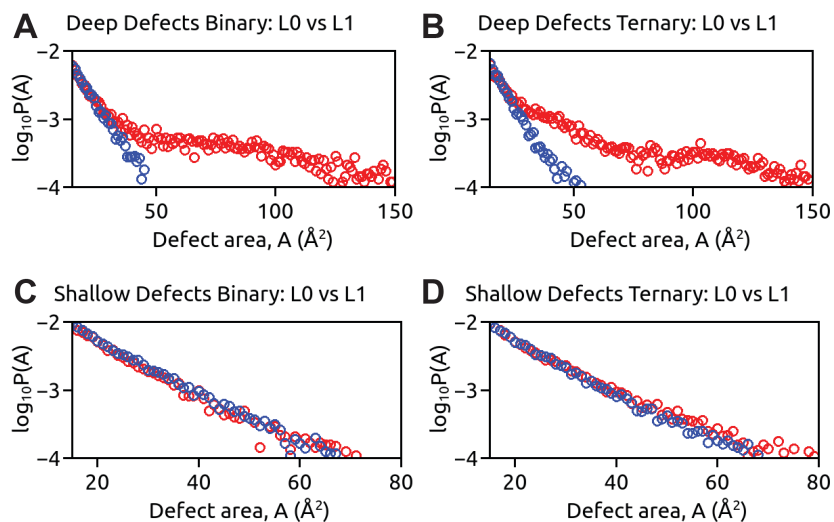 A Deep Defects Binary: L0 vs L1
−2
−3
−4
log₁₀P(A)
50 100 150
Defect area, A (Å²)
B Deep Defects Ternary: L0 vs L1
−2
−3
−4
log₁₀P(A)
50 100 150
Defect area, A (Å²)
C Shallow Defects Binary: L0 vs L1
−2
−3
−4
log₁₀P(A)
20 40 60 80
Defect area, A (Å²)
D Shallow Defects Ternary: L0 vs L1
−2
−3
−4
log₁₀P(A)
20 40 60 80
Defect area, A (Å²)